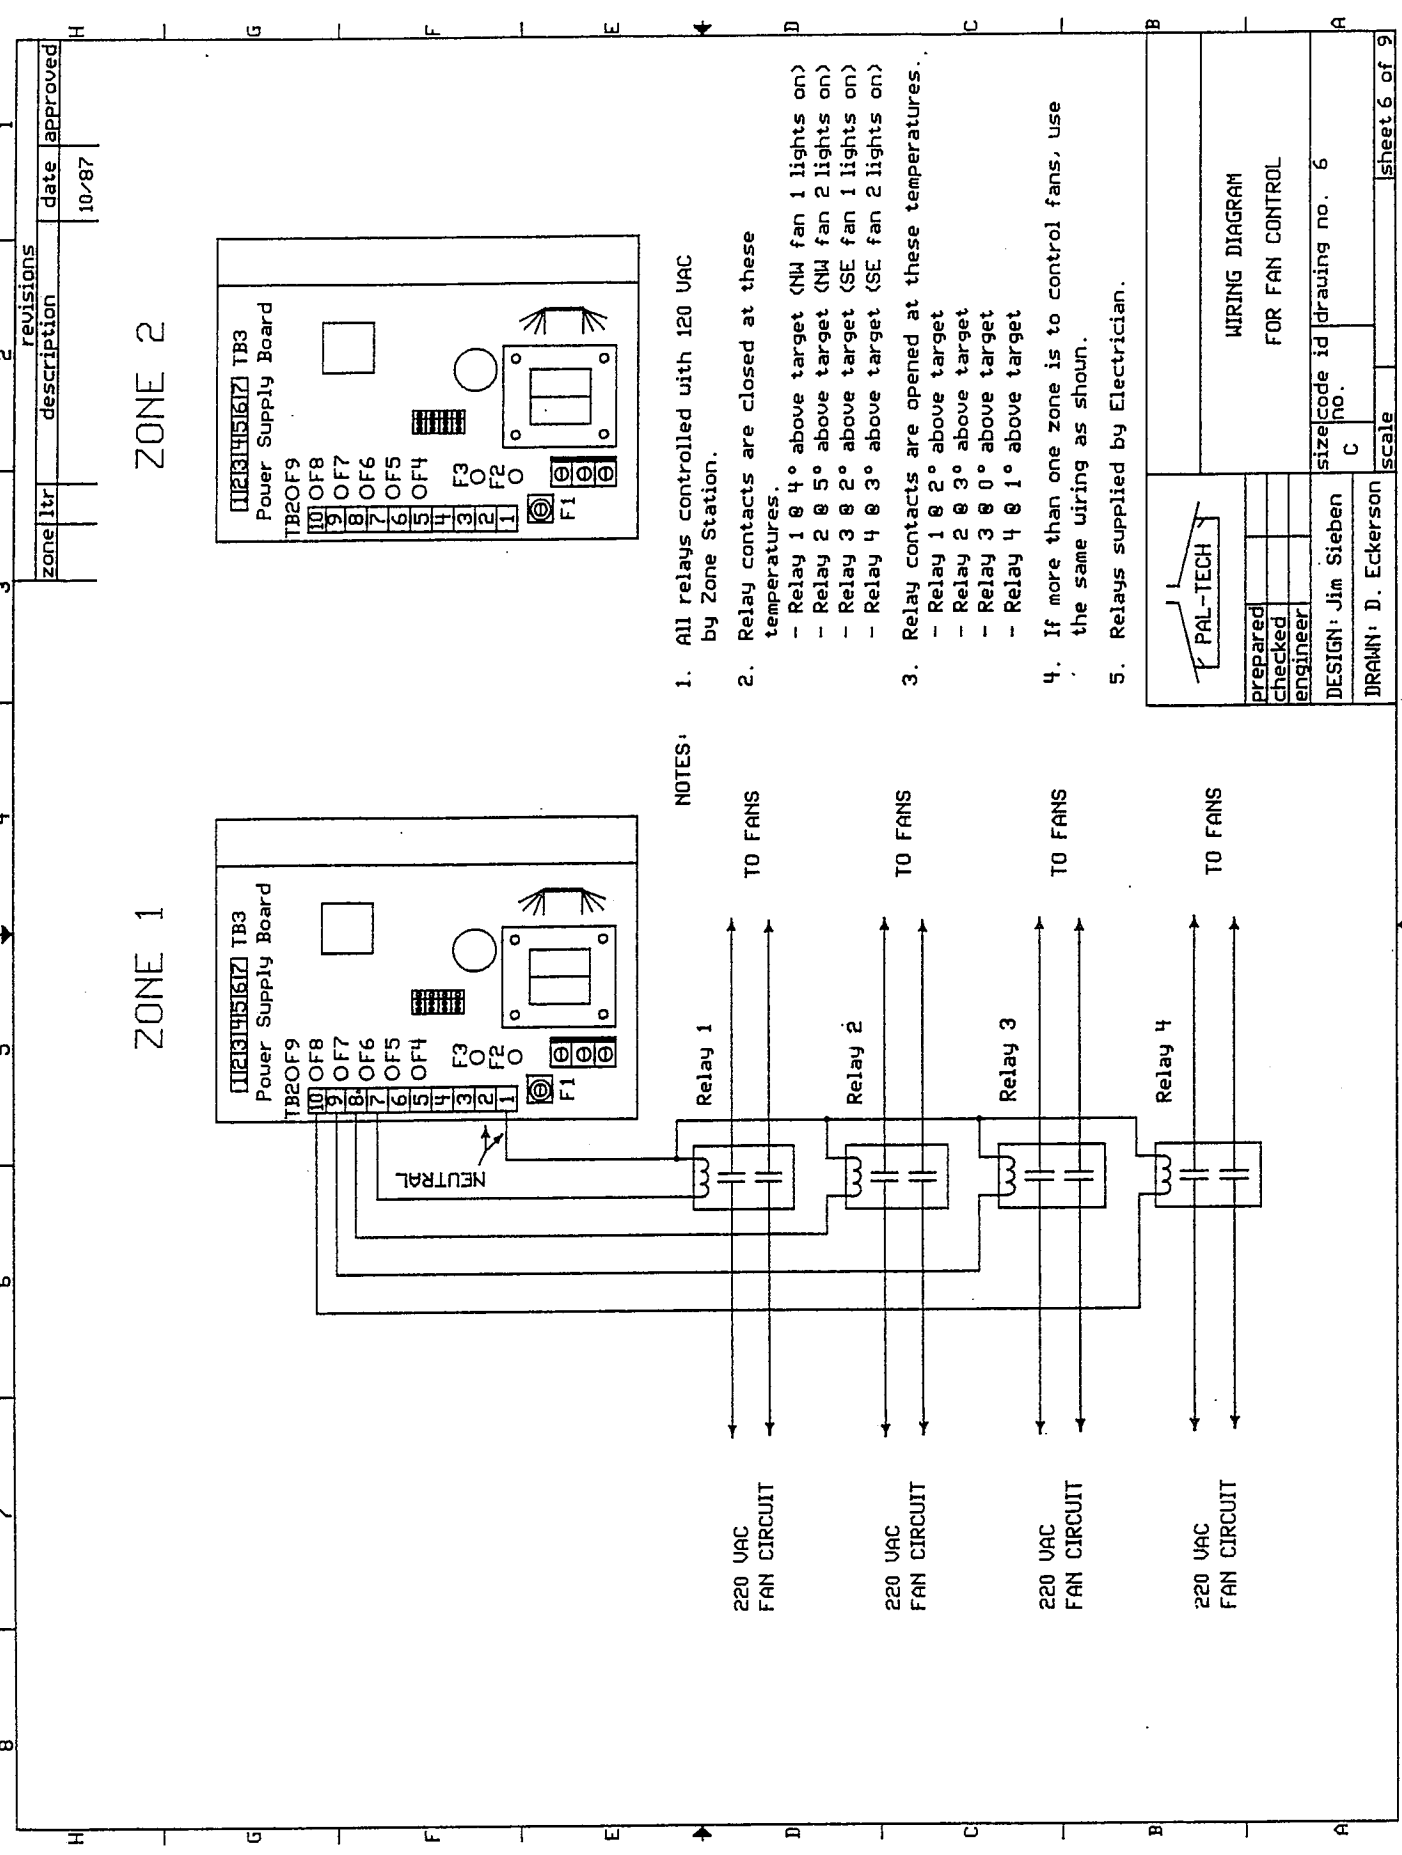 revisions
zone ltr description date approved
10/87
ZONE 1
1 2 3 4 5 6 7 TB3
Power Supply Board
TB2 OF9
10 OF8
9 OF7
8 OF6
7
6 OF5
5 OF4
4
3 F3
2 F2
1
F1
NEUTRAL
ZONE 2
1 2 3 4 5 6 7 TB3
Power Supply Board
TB2 OF9
10 OF8
9 OF7
8 OF6
7
6 OF5
5 OF4
4
3 F3
2 F2
1
F1
Relay 1
220 VAC
FAN CIRCUIT
TO FANS
Relay 2
220 VAC
FAN CIRCUIT
TO FANS
Relay 3
220 VAC
FAN CIRCUIT
TO FANS
Relay 4
220 VAC
FAN CIRCUIT
TO FANS
NOTES:
1. All relays controlled with 120 VAC
by Zone Station.
2. Relay contacts are closed at these
temperatures.
- Relay 1 @ 4° above target (NW fan 1 lights on)
- Relay 2 @ 5° above target (NW fan 2 lights on)
- Relay 3 @ 2° above target (SE fan 1 lights on)
- Relay 4 @ 3° above target (SE fan 2 lights on)
3. Relay contacts are opened at these temperatures.
- Relay 1 @ 2° above target
- Relay 2 @ 3° above target
- Relay 3 @ 0° above target
- Relay 4 @ 1° above target
4. If more than one zone is to control fans, use
the same wiring as shown.
5. Relays supplied by Electrician.
PAL-TECH
prepared
checked
engineer
DESIGN: Jim Sieben
DRAWN: D. Eckerson
WIRING DIAGRAM
FOR FAN CONTROL
size code id no. drawing no. 6
C
scale sheet 6 of 9
8 7 6 5 4 3 2 1
H G F E D C B A
H G F E D C B A